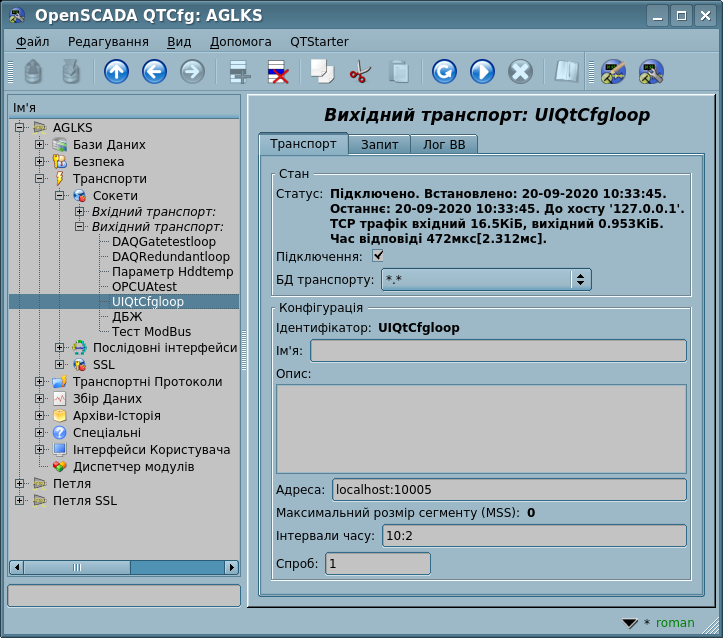 OpenSCADA QTCfg: AGLKS
Файл Редагування Вид Допомога QTStarter
Ім'я
AGLKS
Бази Даних
Безпека
Транспорти
Сокети
Вхідний транспорт:
Вихідний транспорт:
DAQGatetestloop
DAQRedundantloop
Параметр Hddtemp
OPCUAtest
UIQtCfgloop
ДБЖ
Тест ModBus
Послідовні інтерфейси
SSL
Транспортні Протоколи
Збір Даних
Архіви-Історія
Спеціальні
Інтерфейси Користувача
Диспетчер модулів
Петля
Петля SSL
Вихідний транспорт: UIQtCfgloop
Транспорт Запит Лог ВВ
Стан
Статус: Підключено. Встановлено: 20-09-2020 10:33:45.
Останнє: 20-09-2020 10:33:45. До хосту '127.0.0.1'.
TCP трафік вхідний 16.5КіБ, вихідний 0.953КіБ.
Час відповіді 472мкс[2.312мс].
Підключення:
БД транспорту: *.*
Конфігурація
Ідентифікатор: UIQtCfgloop
Ім'я:
Опис:
Адреса: localhost:10005
Максимальний розмір сегменту (MSS): 0
Інтервали часу: 10:2
Спроб: 1
* roman